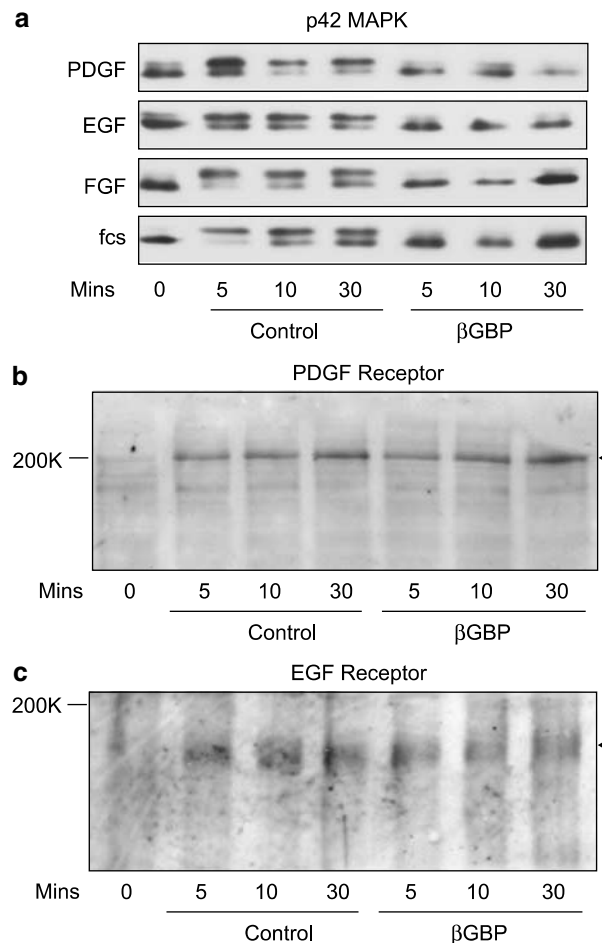 a
p42 MAPK
PDGF
EGF
FGF
fcs
Mins 0 5 10 30 5 10 30
Control βGBP
b
PDGF Receptor
200K
Mins 0 5 10 30 5 10 30
Control βGBP
c
EGF Receptor
200K
Mins 0 5 10 30 5 10 30
Control βGBP